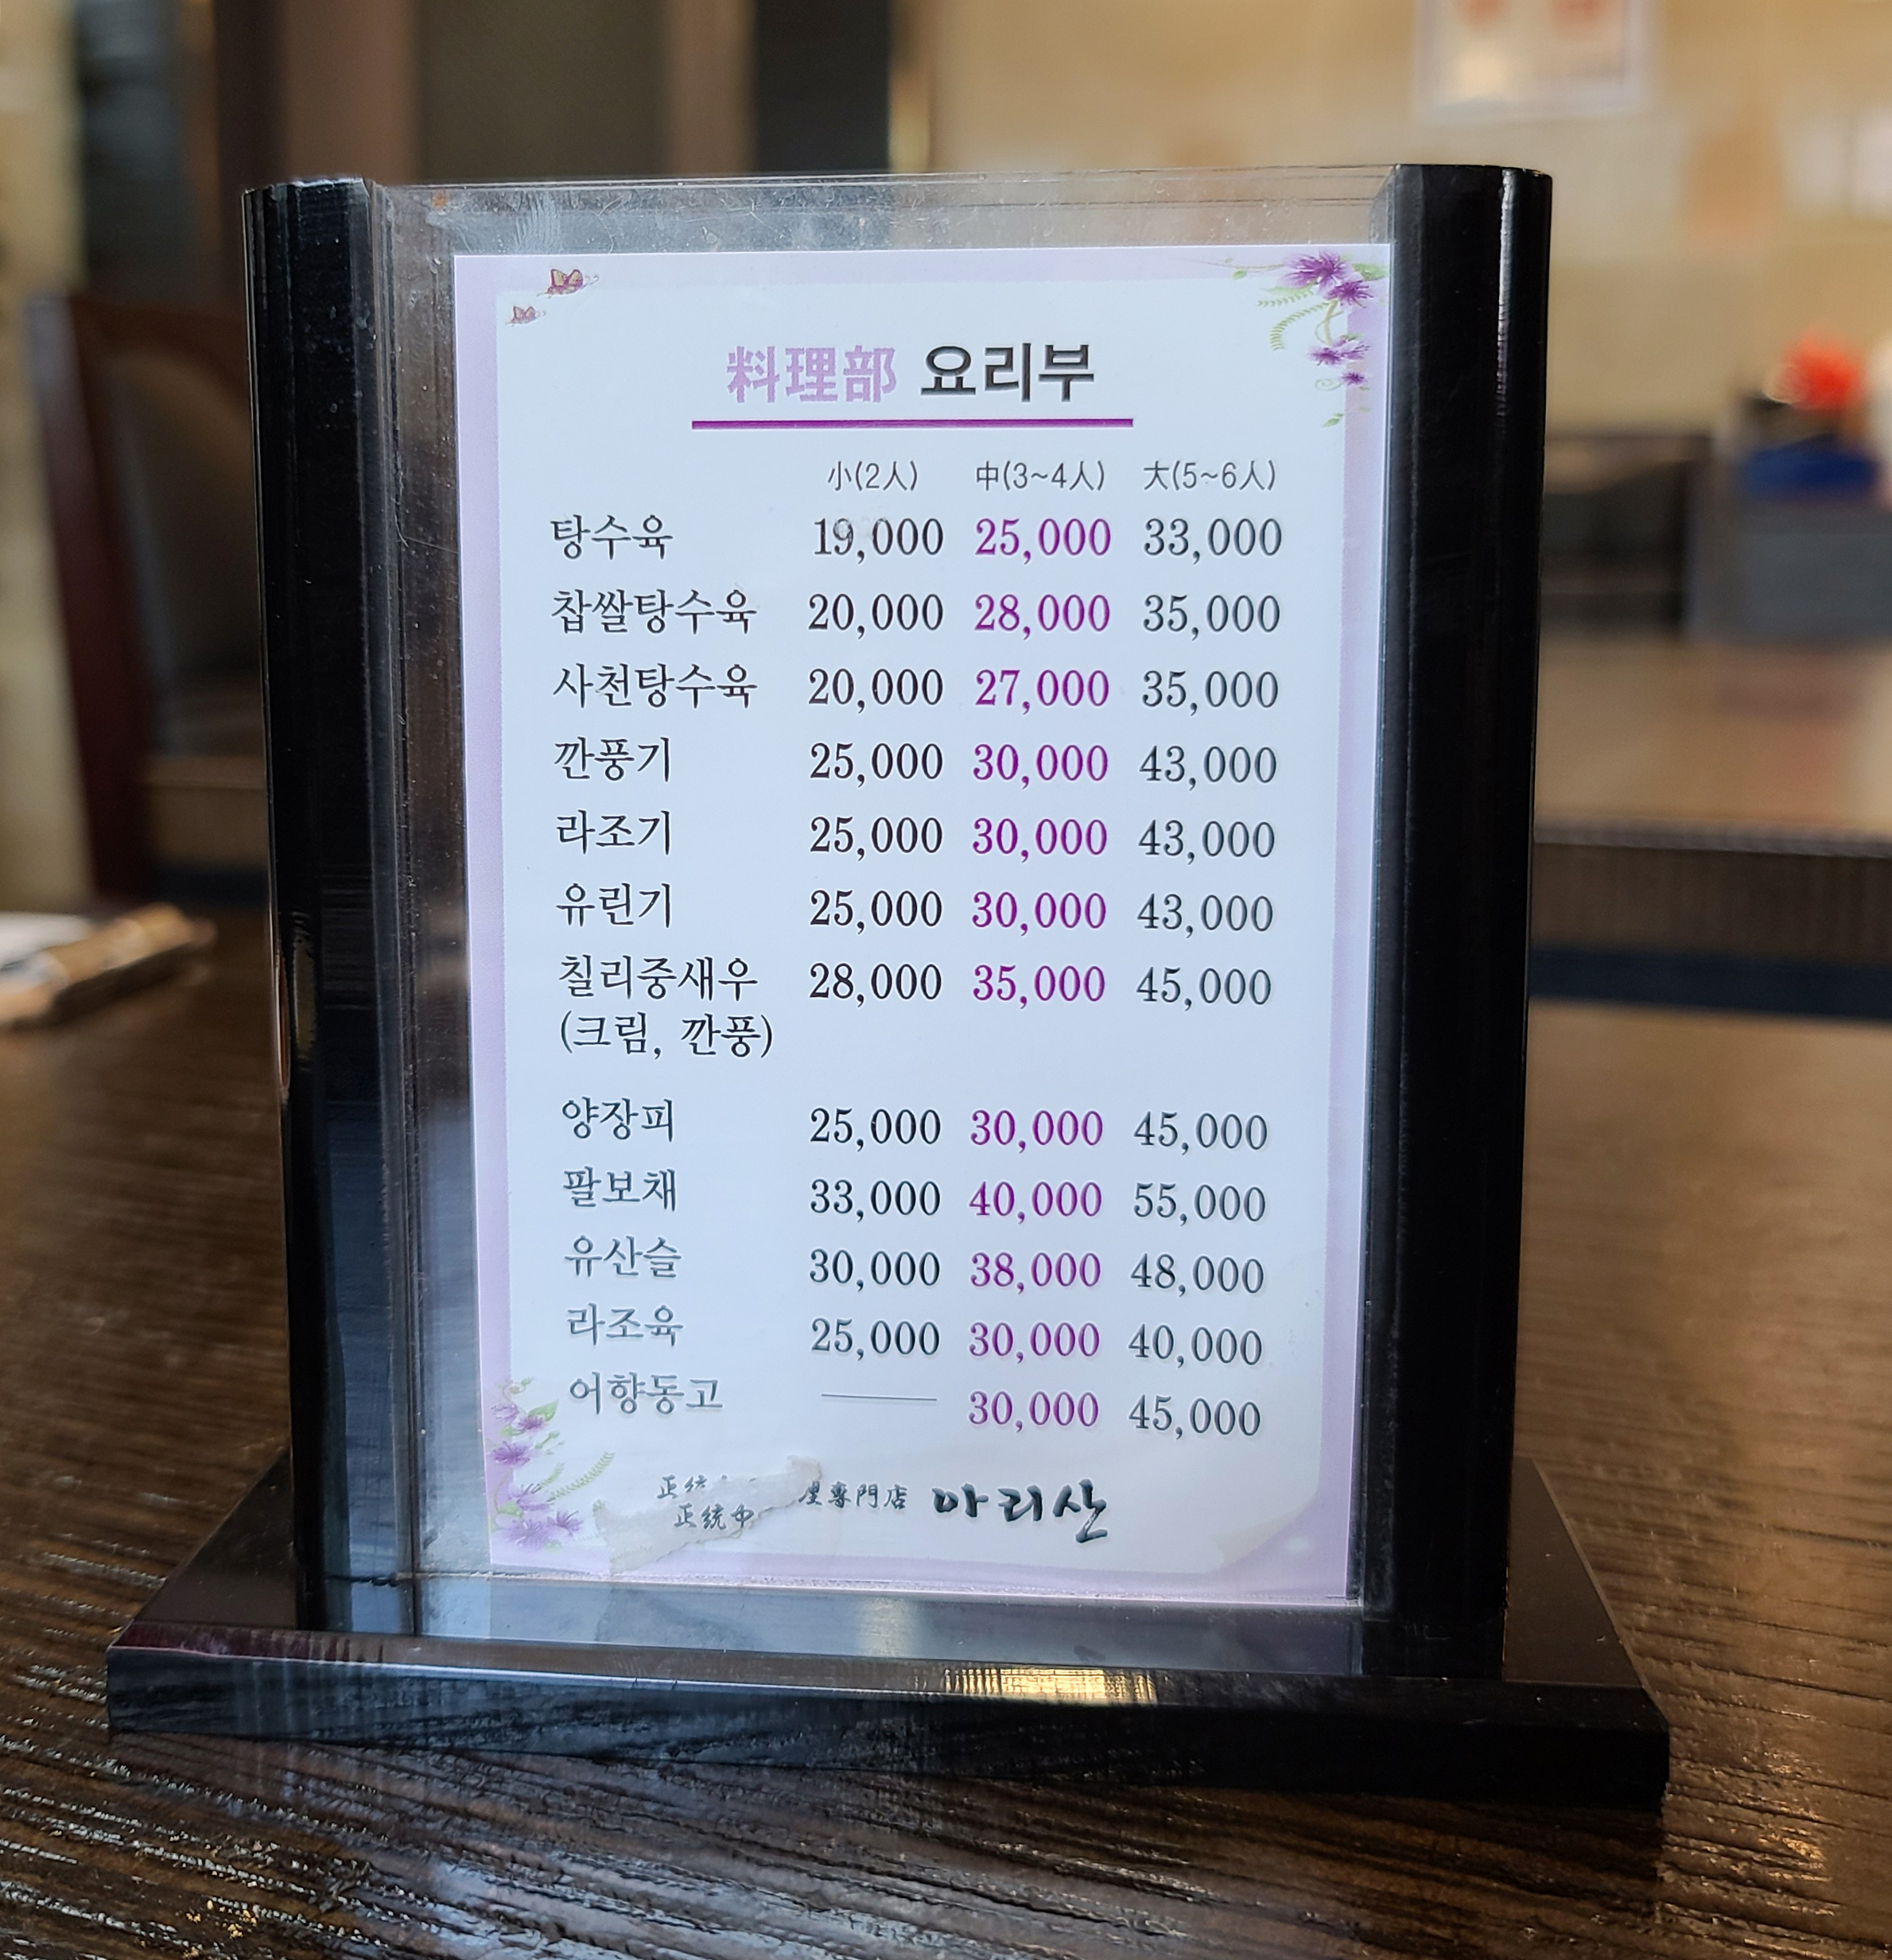 料理部 요리부
小(2人) 中(3~4人) 大(5~6人)
탕수육 19,000 25,000 33,000
찹쌀탕수육 20,000 28,000 35,000
사천탕수육 20,000 27,000 35,000
깐풍기 25,000 30,000 43,000
라조기 25,000 30,000 43,000
유린기 25,000 30,000 43,000
칠리중새우 28,000 35,000 45,000
(크림, 깐풍)
양장피 25,000 30,000 45,000
팔보채 33,000 40,000 55,000
유산슬 30,000 38,000 48,000
라조육 25,000 30,000 40,000
어향동고 30,000 45,000
正統 專門店 아리산
正統中